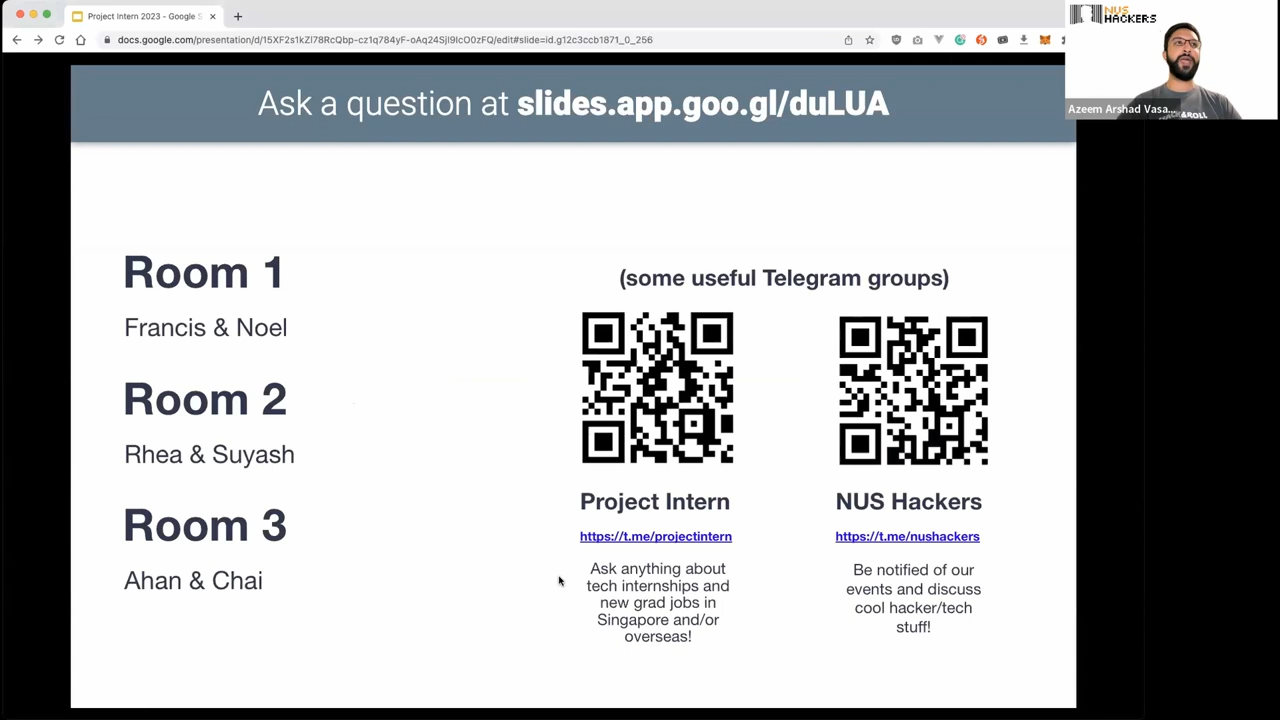 Project Intern 2023 - Google S
docs.google.com/presentation/d/15XF2s1kZl78RcQbp-cz1q784yF-oAq24SjI9IcO0zFQ/edit#slide=id.g12c3ccb1871_0_256
NUS
HACKERS
Azeem Arshad Vasa...
Ask a question at slides.app.goo.gl/duLUA
Room 1
Francis & Noel
Room 2
Rhea & Suyash
Room 3
Ahan & Chai
(some useful Telegram groups)
Project Intern
https://t.me/projectintern
Ask anything about
tech internships and
new grad jobs in
Singapore and/or
overseas!
NUS Hackers
https://t.me/nushackers
Be notified of our
events and discuss
cool hacker/tech
stuff!